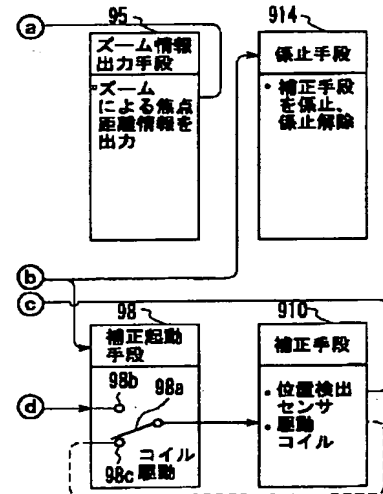 95
914
a
ズーム情報
出力手段
係止手段
ズーム
による焦点
距離情報を
出力
・補正手段
を係止、
係止解除
b
c
98
910
補正起動
手段
補正手段
98b
98a
d
98c
コイル
駆動
・位置検出
センサ
・駆動
コイル